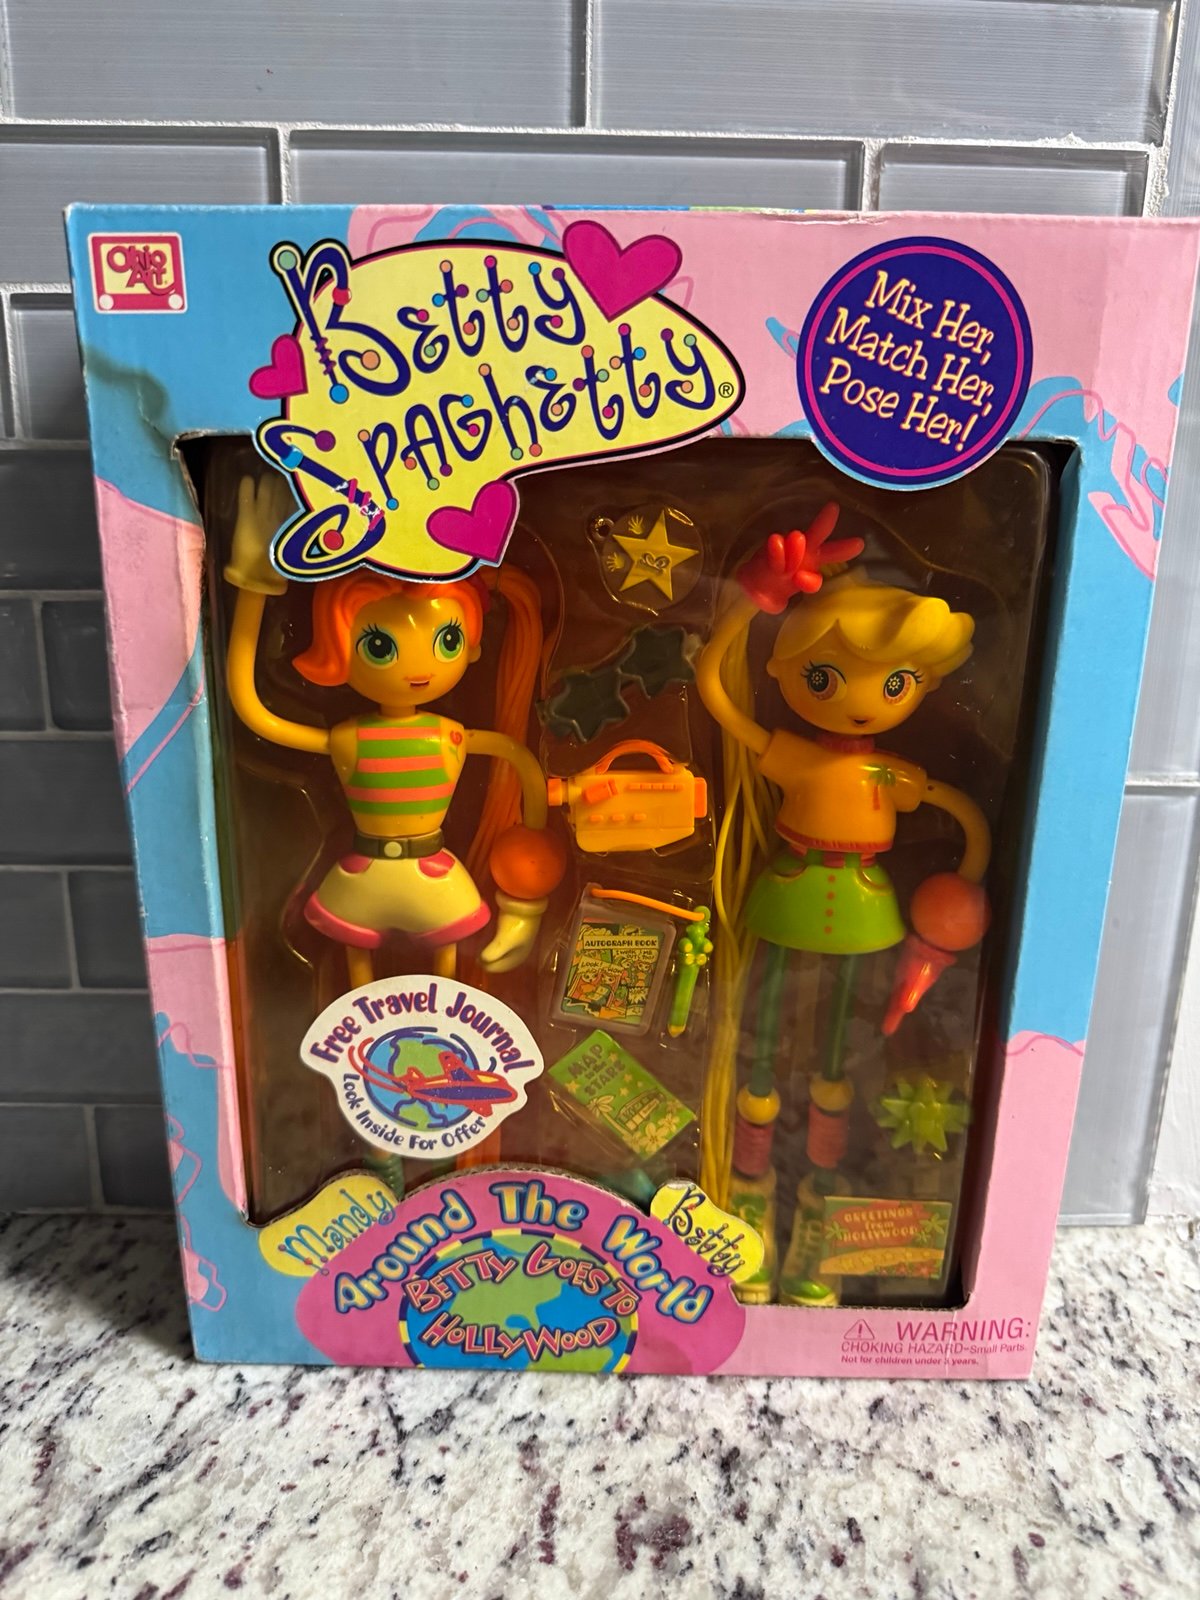 Ohio
Art
Betty
Spaghetty®
Mix Her,
Match Her,
Pose Her!
AUTOGRAPH BOOK
LOOK!
MAP
STARS
Free Travel Journal
Look Inside For Offer
Mandy
Betty
Around The World
BETTY GOES TO
HOLLYWOOD
GREETINGS
from
HOLLYWOOD
WARNING:
CHOKING HAZARD-Small Parts.
Not for children under 3 years.